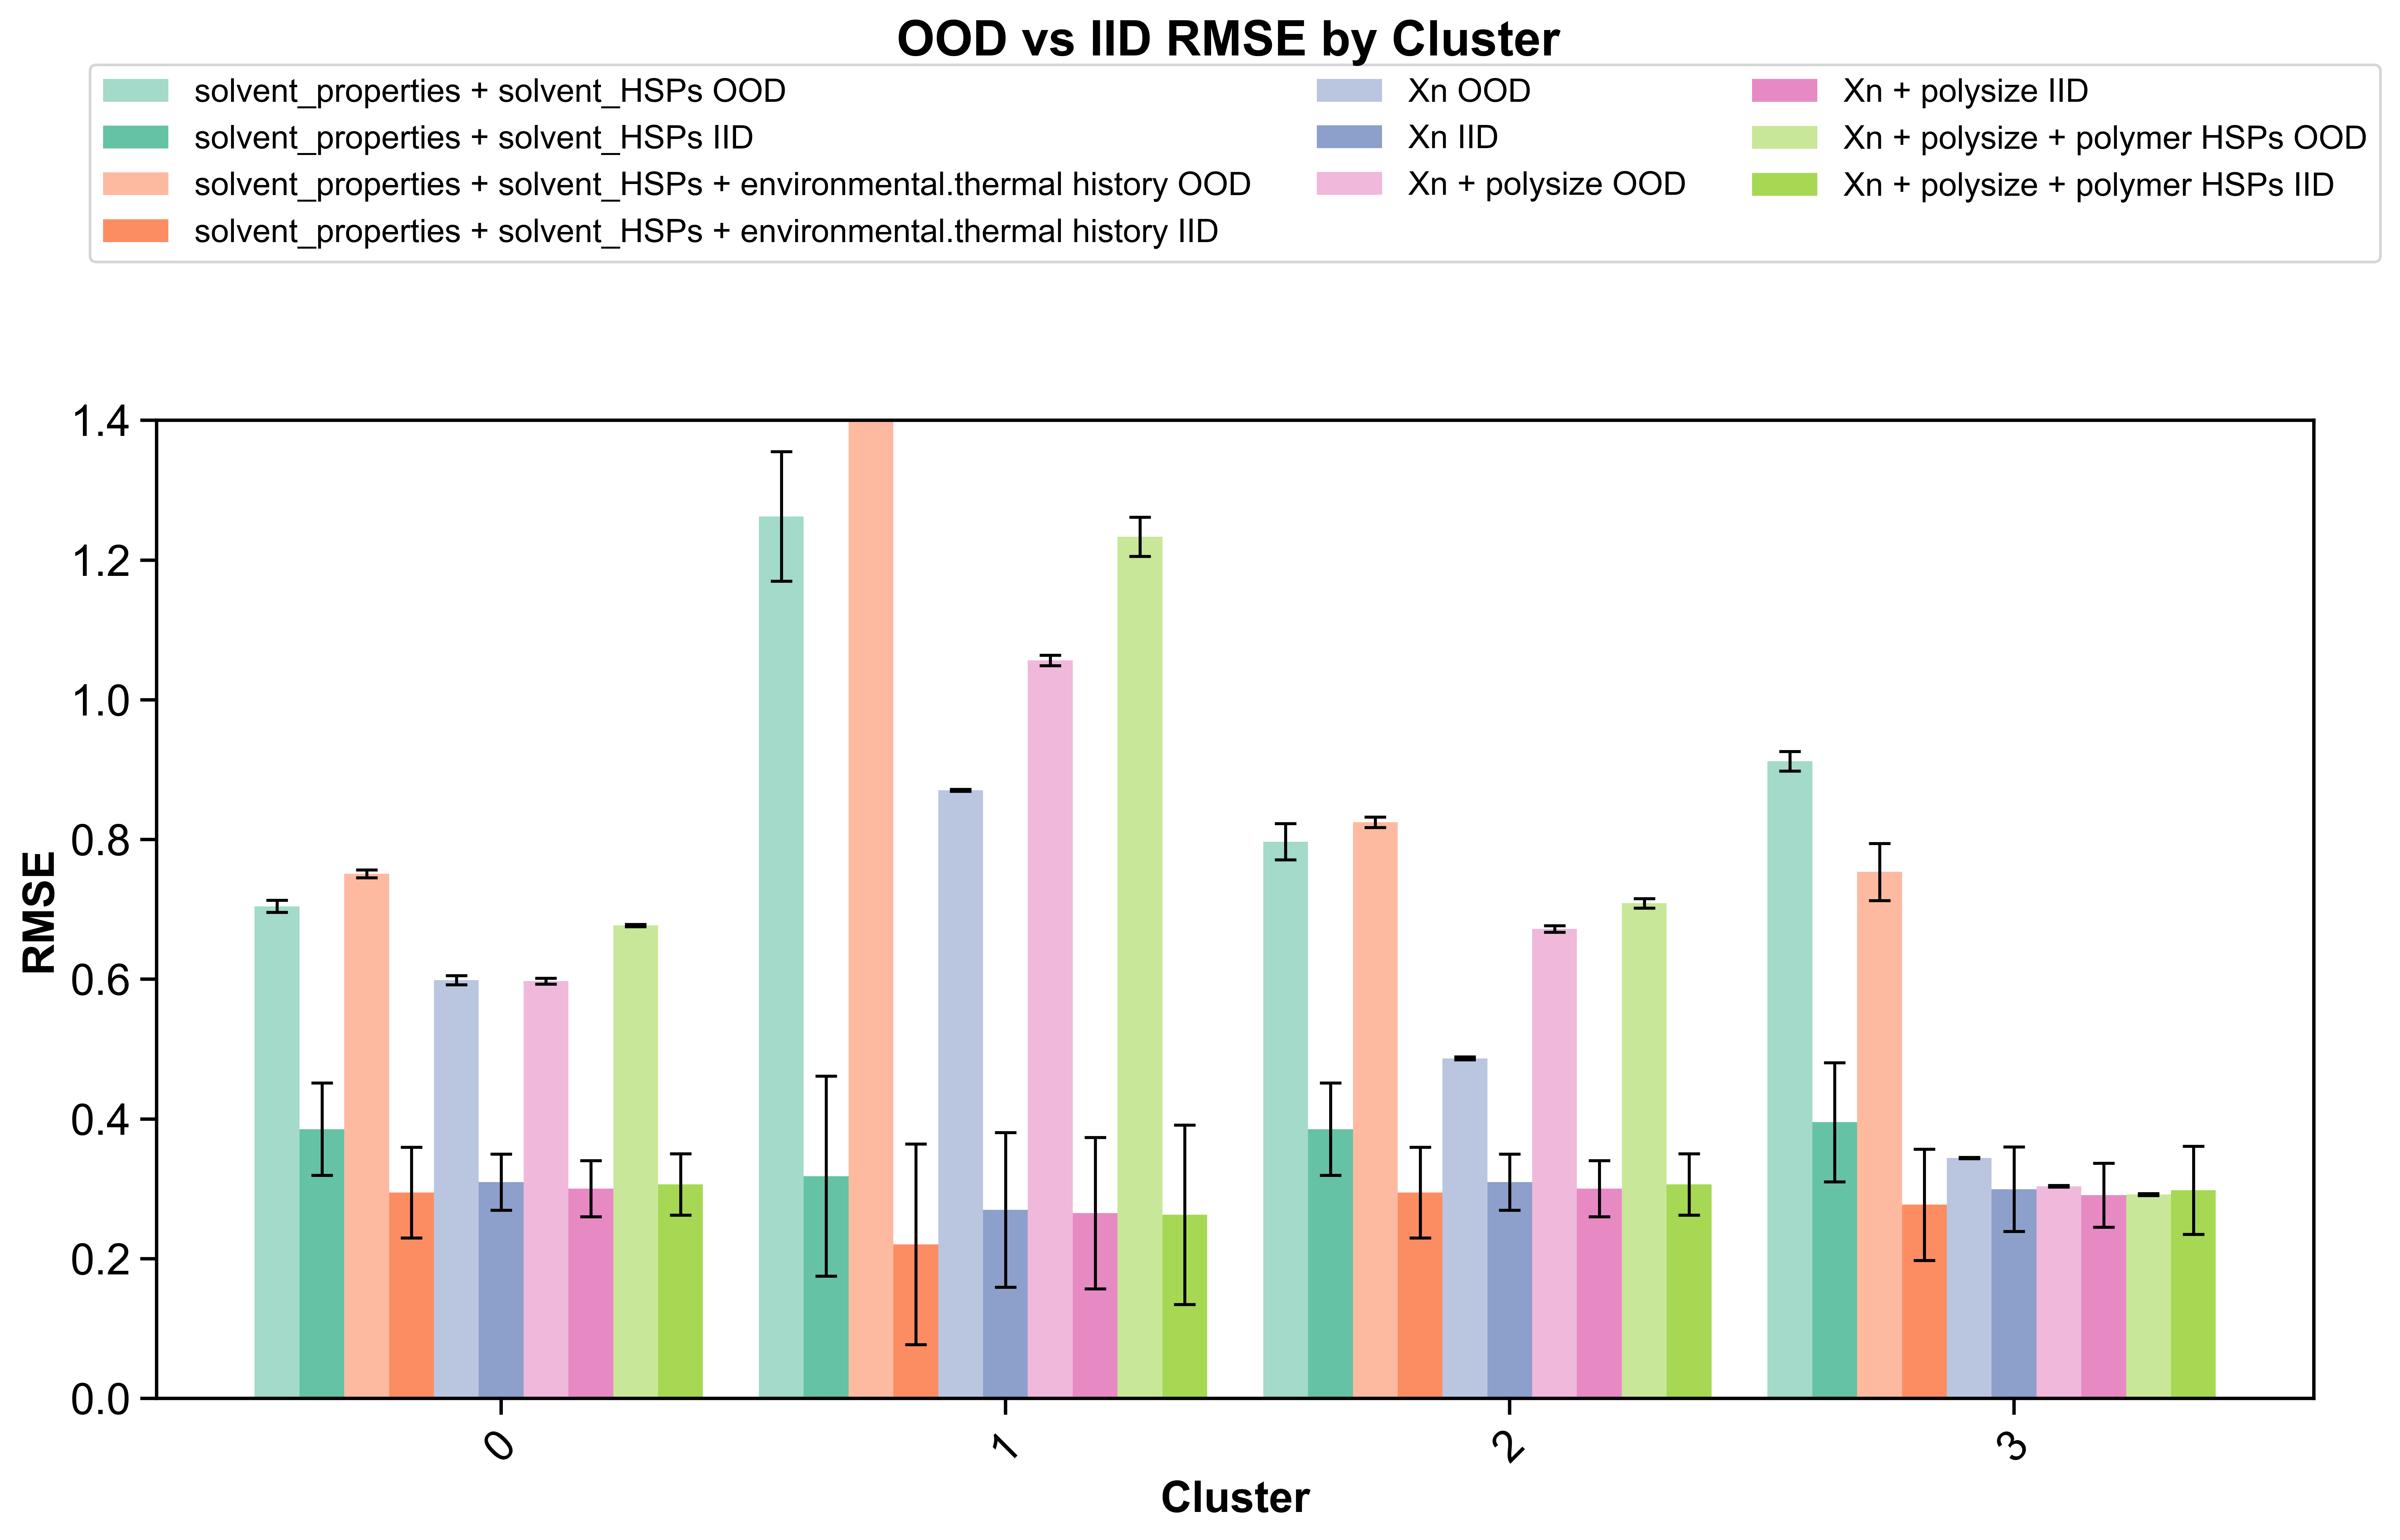 OOD vs IID RMSE by Cluster
solvent_properties + solvent_HSPs OOD
solvent_properties + solvent_HSPs IID
solvent_properties + solvent_HSPs + environmental.thermal history OOD
solvent_properties + solvent_HSPs + environmental.thermal history IID
Xn OOD
Xn IID
Xn + polysize OOD
Xn + polysize IID
Xn + polysize + polymer HSPs OOD
Xn + polysize + polymer HSPs IID
RMSE
1.4
1.2
1.0
0.8
0.6
0.4
0.2
0.0
0
1
2
3
Cluster